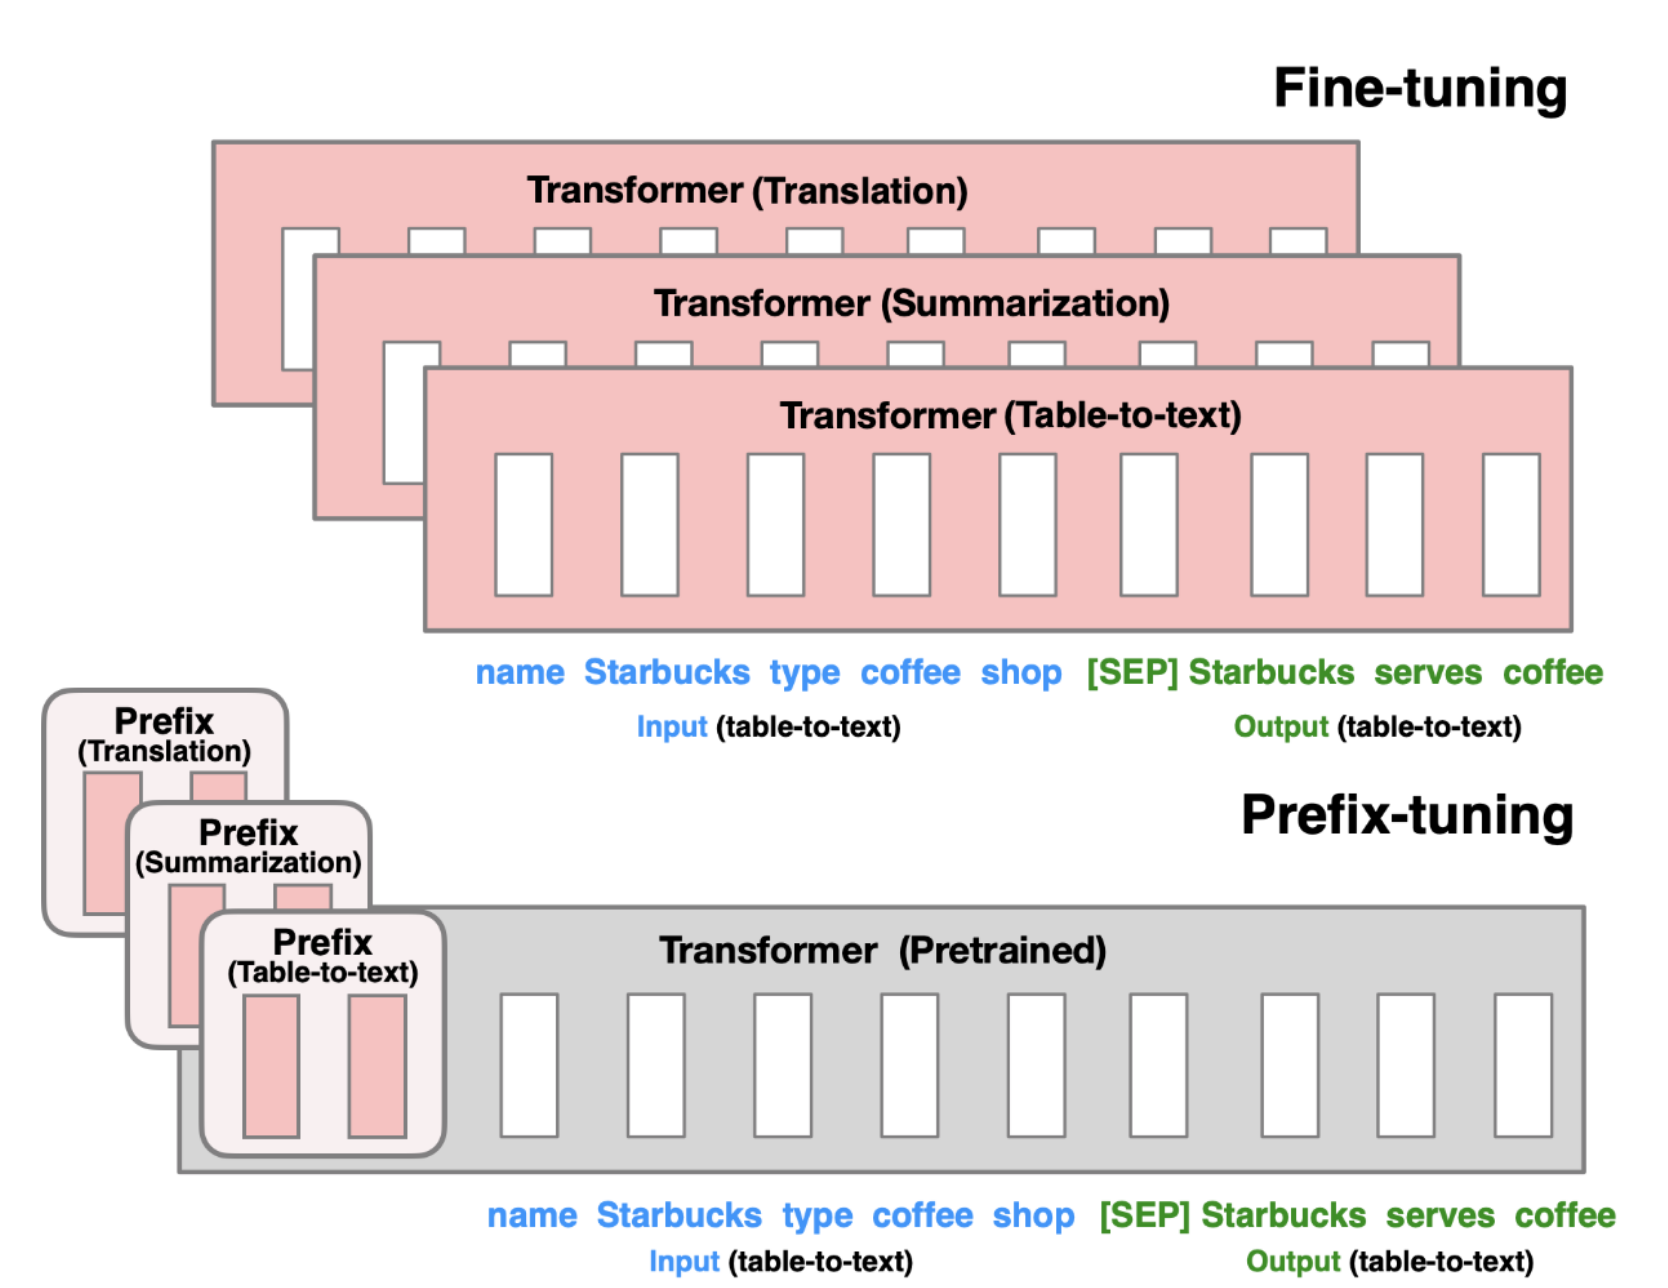 Fine-tuning
Transformer (Translation)
Transformer (Summarization)
Transformer (Table-to-text)
name Starbucks type coffee shop [SEP] Starbucks serves coffee
Input (table-to-text) Output (table-to-text)
Prefix
(Translation)
Prefix-tuning
Prefix
(Summarization)
Prefix
(Table-to-text)
Transformer (Pretrained)
name Starbucks type coffee shop [SEP] Starbucks serves coffee
Input (table-to-text) Output (table-to-text)